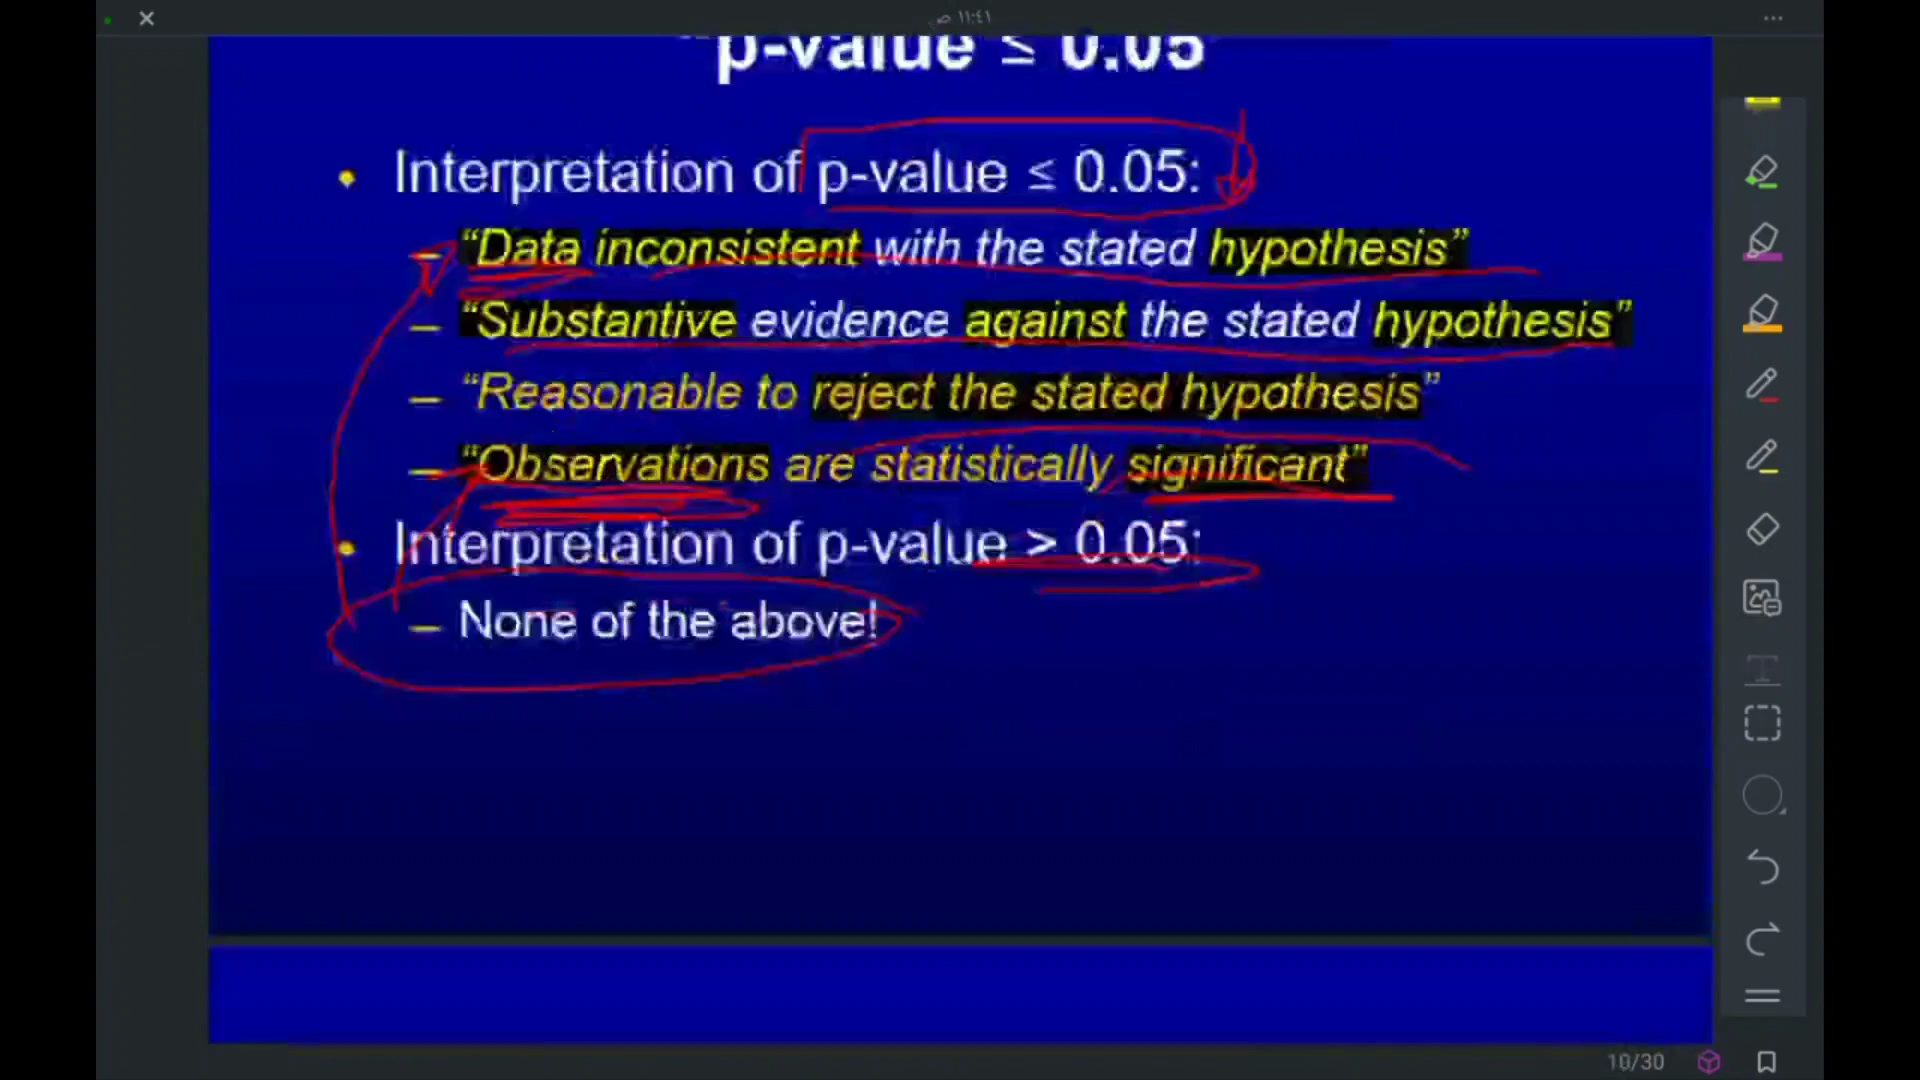 ١١:٤١ ص
"p-value ≤ 0.05"
• Interpretation of p-value ≤ 0.05:
– "Data inconsistent with the stated hypothesis"
– "Substantive evidence against the stated hypothesis"
– "Reasonable to reject the stated hypothesis"
– "Observations are statistically significant"
• Interpretation of p-value > 0.05:
– None of the above!
10/30